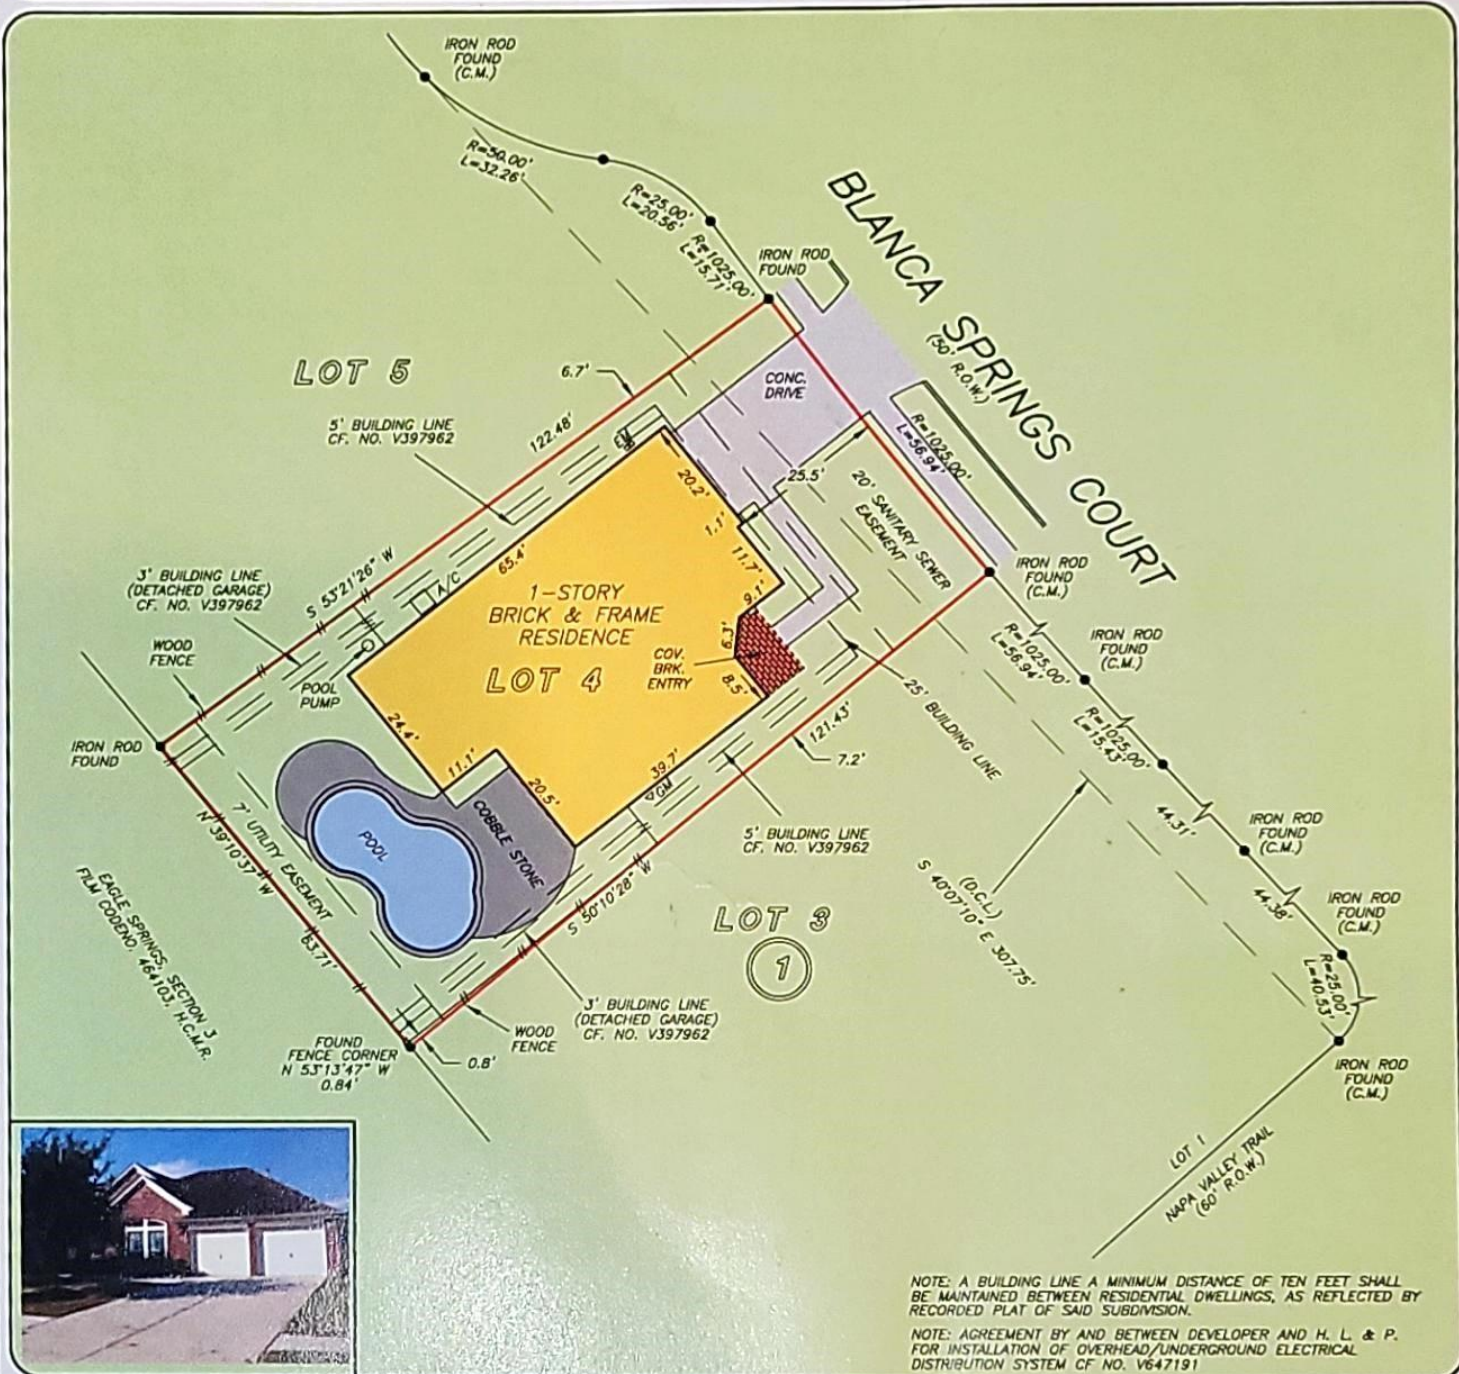 IRON ROD
FOUND
(C.M.)
R=50.00'
L=32.26'
R=25.00'
L=20.56'
R=1025.00'
L=15.71'
IRON ROD
FOUND
BLANCA SPRINGS COURT
(50' R.O.W.)
LOT 5
6.7'
CONC.
DRIVE
5' BUILDING LINE
CF. NO. V397962
122.48'
R=1025.00'
L=56.94'
20.2'
25.5'
20' SANITARY SEWER
EASEMENT
1.1'
11.7'
9.1'
65.4'
A/C
S 53°21'26" W
3' BUILDING LINE
(DETACHED GARAGE)
CF. NO. V397962
1-STORY
BRICK & FRAME
RESIDENCE
LOT 4
COV.
BRK.
ENTRY
6.3'
8.5'
IRON ROD
FOUND
(C.M.)
IRON ROD
FOUND
(C.M.)
R=1025.00'
L=56.94'
WOOD
FENCE
POOL
PUMP
25' BUILDING LINE
121.43'
7.2'
R=1025.00'
L=15.43'
IRON ROD
FOUND
24.4'
11.1'
20.5'
39.7'
GM
COBBLE STONE
POOL
7' UTILITY EASEMENT
N 39°10'37" W
63.71'
5' BUILDING LINE
CF. NO. V397962
S 50°10'28" W
44.31'
IRON ROD
FOUND
(C.M.)
44.38'
IRON ROD
FOUND
(C.M.)
(D.C.L.)
S 40°07'10" E 307.75'
LOT 3
1
EAGLE SPRINGS, SECTION 3
FILM CODENO. 464103, H.C.M.R.
R=25.00'
L=40.53'
3' BUILDING LINE
(DETACHED GARAGE)
CF. NO. V397962
WOOD
FENCE
FOUND
FENCE CORNER
N 53°13'47" W
0.84'
0.8'
IRON ROD
FOUND
(C.M.)
LOT 1
NAPA VALLEY TRAIL
(60' R.O.W.)
NOTE: A BUILDING LINE A MINIMUM DISTANCE OF TEN FEET SHALL
BE MAINTAINED BETWEEN RESIDENTIAL DWELLINGS, AS REFLECTED BY
RECORDED PLAT OF SAID SUBDIVISION.
NOTE: AGREEMENT BY AND BETWEEN DEVELOPER AND H. L. & P.
FOR INSTALLATION OF OVERHEAD/UNDERGROUND ELECTRICAL
DISTRIBUTION SYSTEM CF NO. V647191